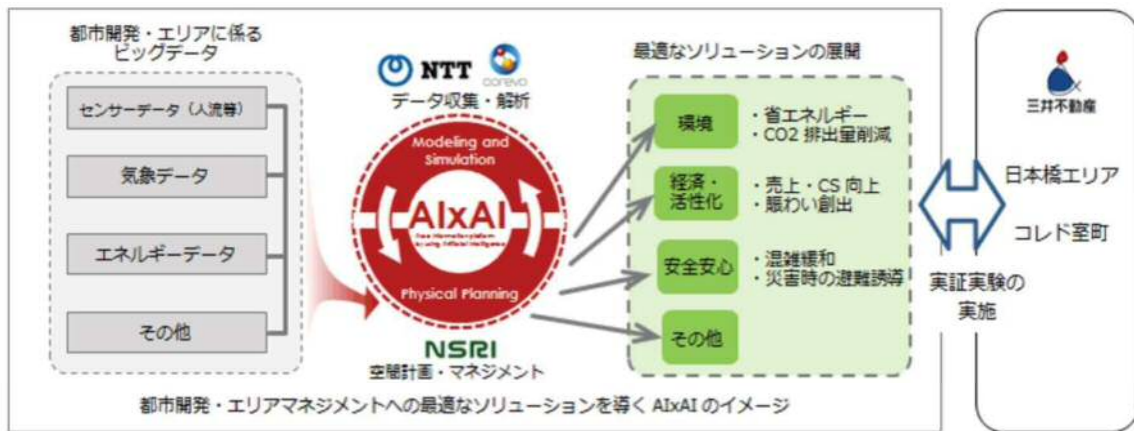 都市開発・エリアに係る
ビッグデータ
センサーデータ（人流等）
気象データ
エネルギーデータ
その他
NTT
corevo
データ収集・解析
Modeling and
Simulation
AIxAI
Area Information platform
by using Artificial Intelligence
Physical Planning
NSRI
空間計画・マネジメント
最適なソリューションの展開
環境
・省エネルギー
・CO2 排出量削減
経済・
活性化
・売上・CS 向上
・賑わい創出
安全安心
・混雑緩和
・災害時の避難誘導
その他
都市開発・エリアマネジメントへの最適なソリューションを導く AIxAI のイメージ
実証実験の
実施
三井不動産
日本橋エリア
コレド室町